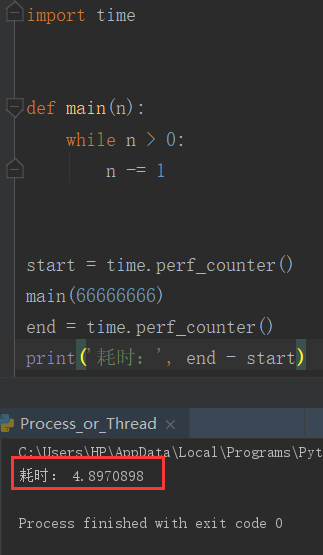 import time
def main(n):
while n > 0:
n -= 1
start = time.perf_counter()
main(66666666)
end = time.perf_counter()
print('耗时：', end - start)
Process_or_Thread ×
C:\Users\HP\AppData\Local\Programs\Pyt
耗时： 4.8970898
Process finished with exit code 0